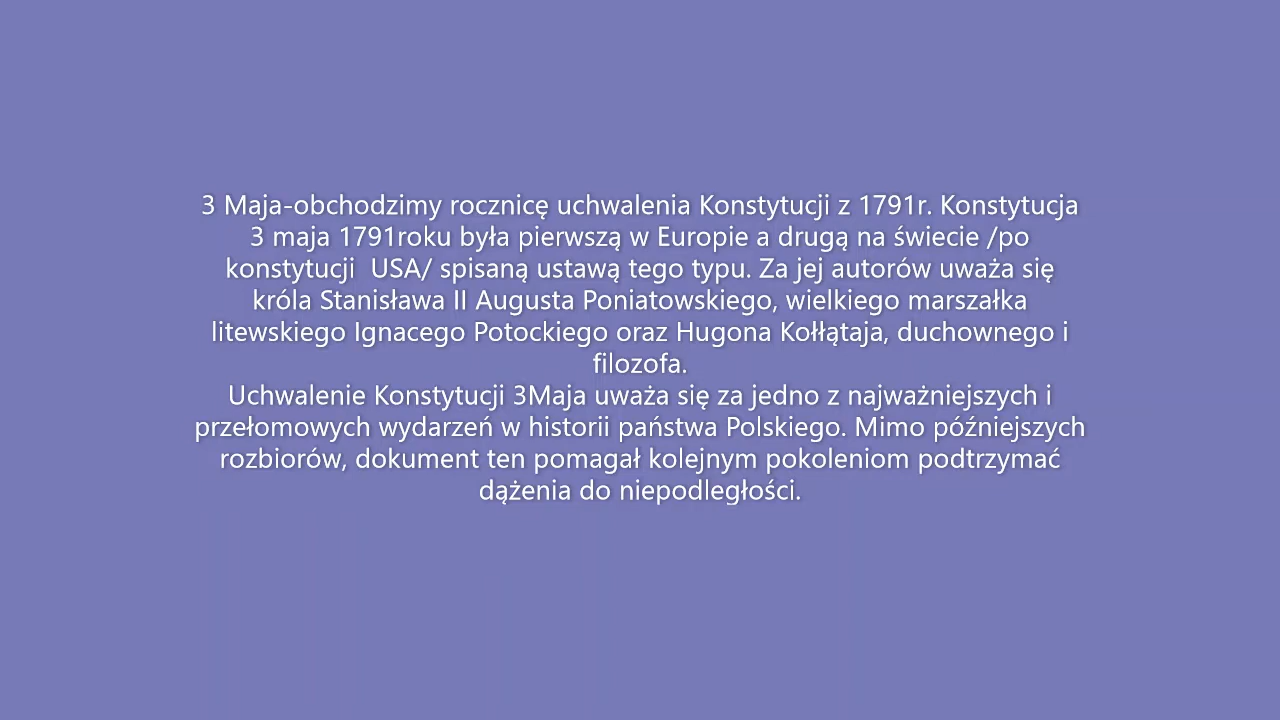 3 Maja-obchodzimy rocznicę uchwalenia Konstytucji z 1791r. Konstytucja
3 maja 1791roku była pierwszą w Europie a drugą na świecie /po
konstytucji  USA/ spisaną ustawą tego typu. Za jej autorów uważa się
króla Stanisława II Augusta Poniatowskiego, wielkiego marszałka
litewskiego Ignacego Potockiego oraz Hugona Kołłątaja, duchownego i
filozofa.
Uchwalenie Konstytucji 3Maja uważa się za jedno z najważniejszych i
przełomowych wydarzeń w historii państwa Polskiego. Mimo późniejszych
rozbiorów, dokument ten pomagał kolejnym pokoleniom podtrzymać
dążenia do niepodległości.